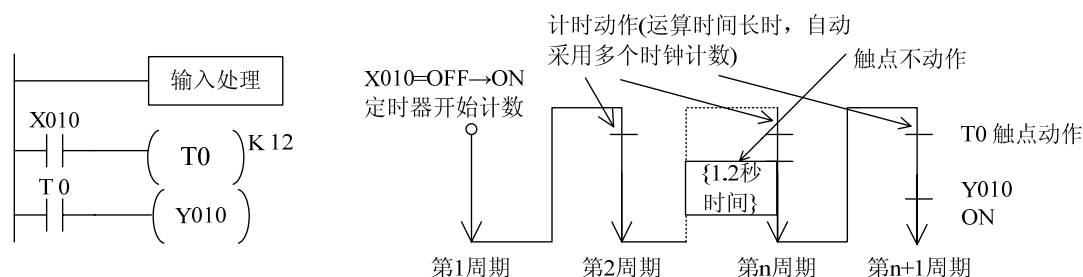 输入处理
X010
T0
K 12
T 0
Y010
计时动作(运算时间长时，自动
采用多个时钟计数)
触点不动作
X010=OFF→ON
定时器开始计数
T0 触点动作
{1.2秒
时间}
Y010
ON
第1周期
第2周期
第n周期
第n+1周期